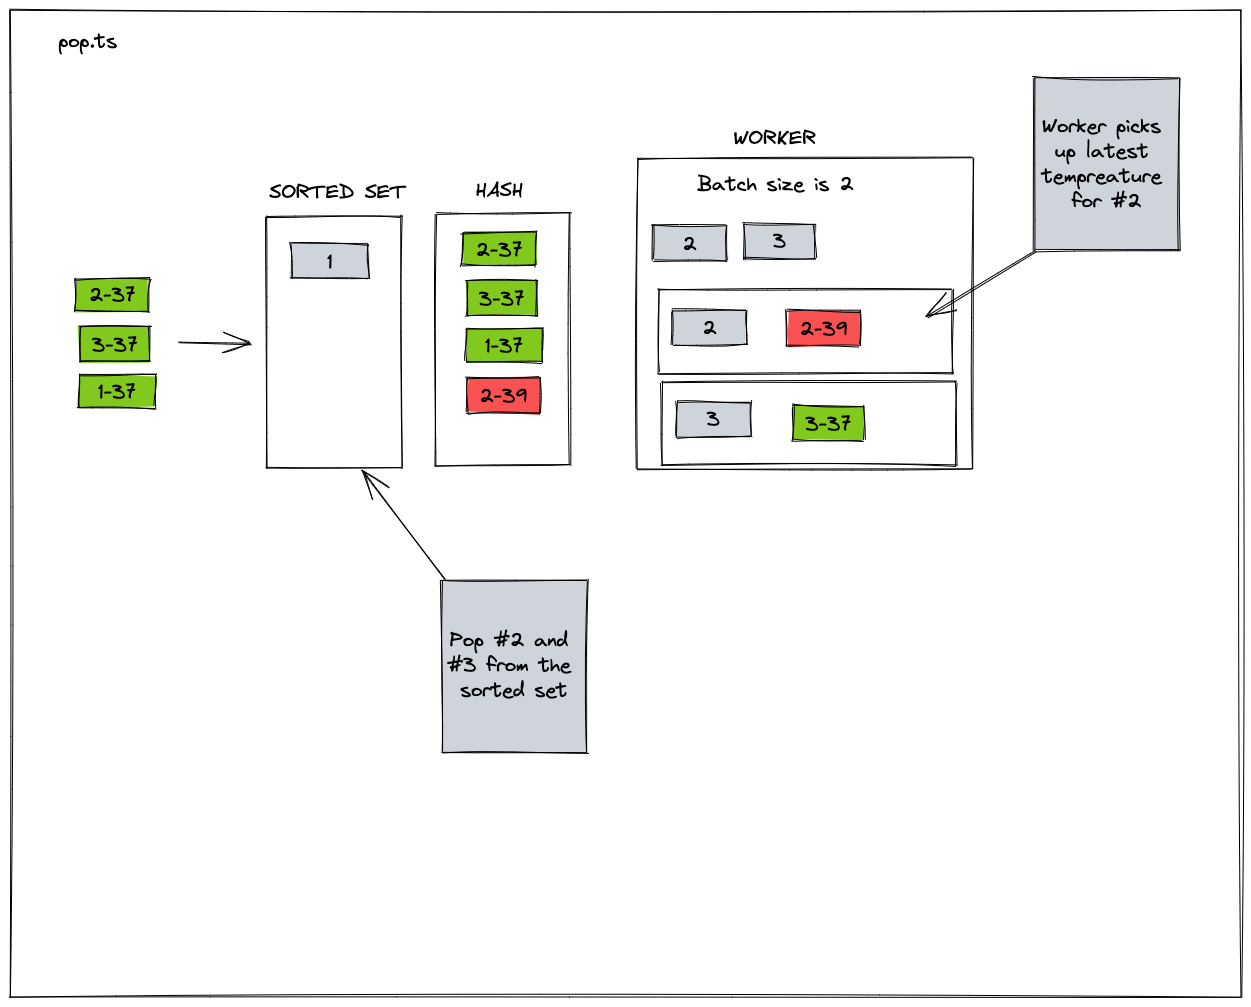 pop.ts
2-37
3-37
1-37
SORTED SET
1
HASH
2-37
3-37
1-37
2-39
WORKER
Batch size is 2
2
3
2
2-39
3
3-37
Worker picks
up latest
tempreature
for #2
Pop #2 and
#3 from the
sorted set